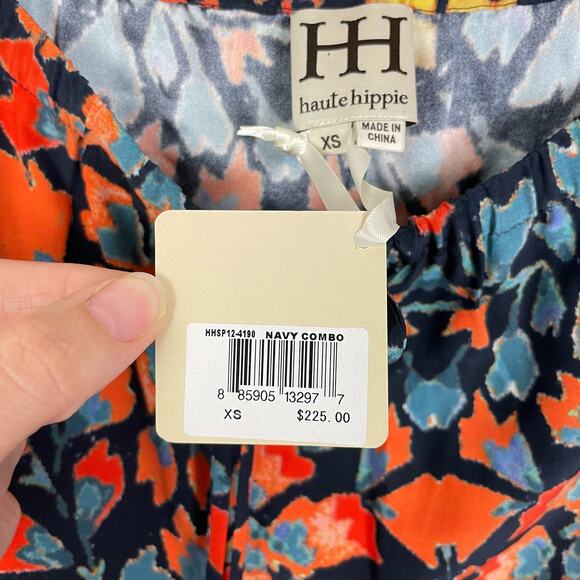 HH
haute hippie
XS
MADE IN
CHINA
HHSP12-4190 NAVY COMBO
8 85905 13297 7
XS $225.00